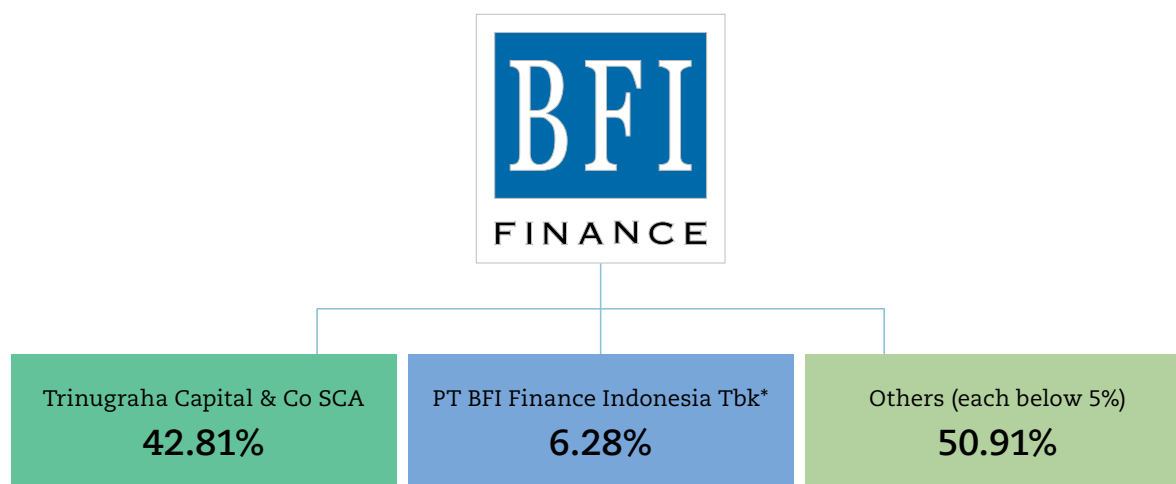 BFI
FINANCE
Trinugraha Capital & Co SCA
42.81%
PT BFI Finance Indonesia Tbk*
6.28%
Others (each below 5%)
50.91%